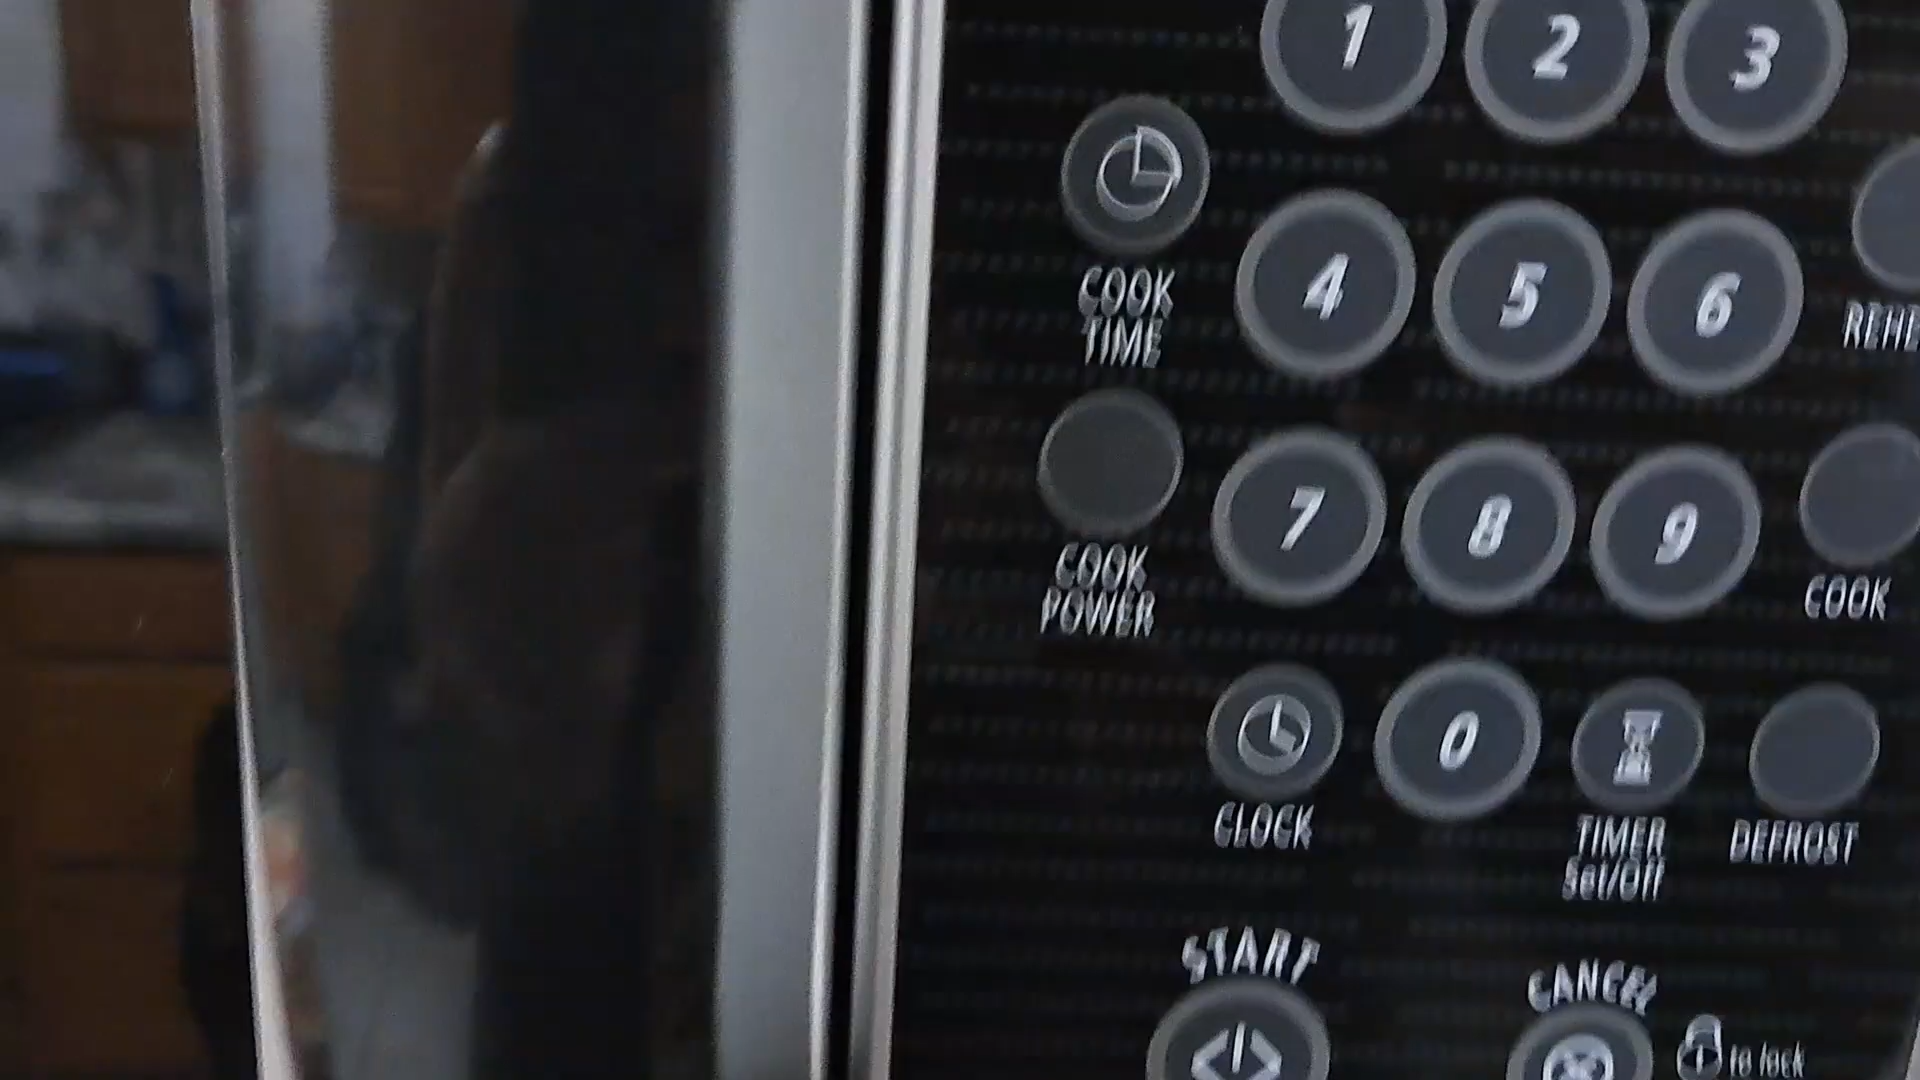 1 2 3
COOK
TIME
4 5 6
COOK
POWER
7 8 9
COOK
CLOCK
0
TIMER
Set/Off
DEFROST
START
CANCEL
to lock